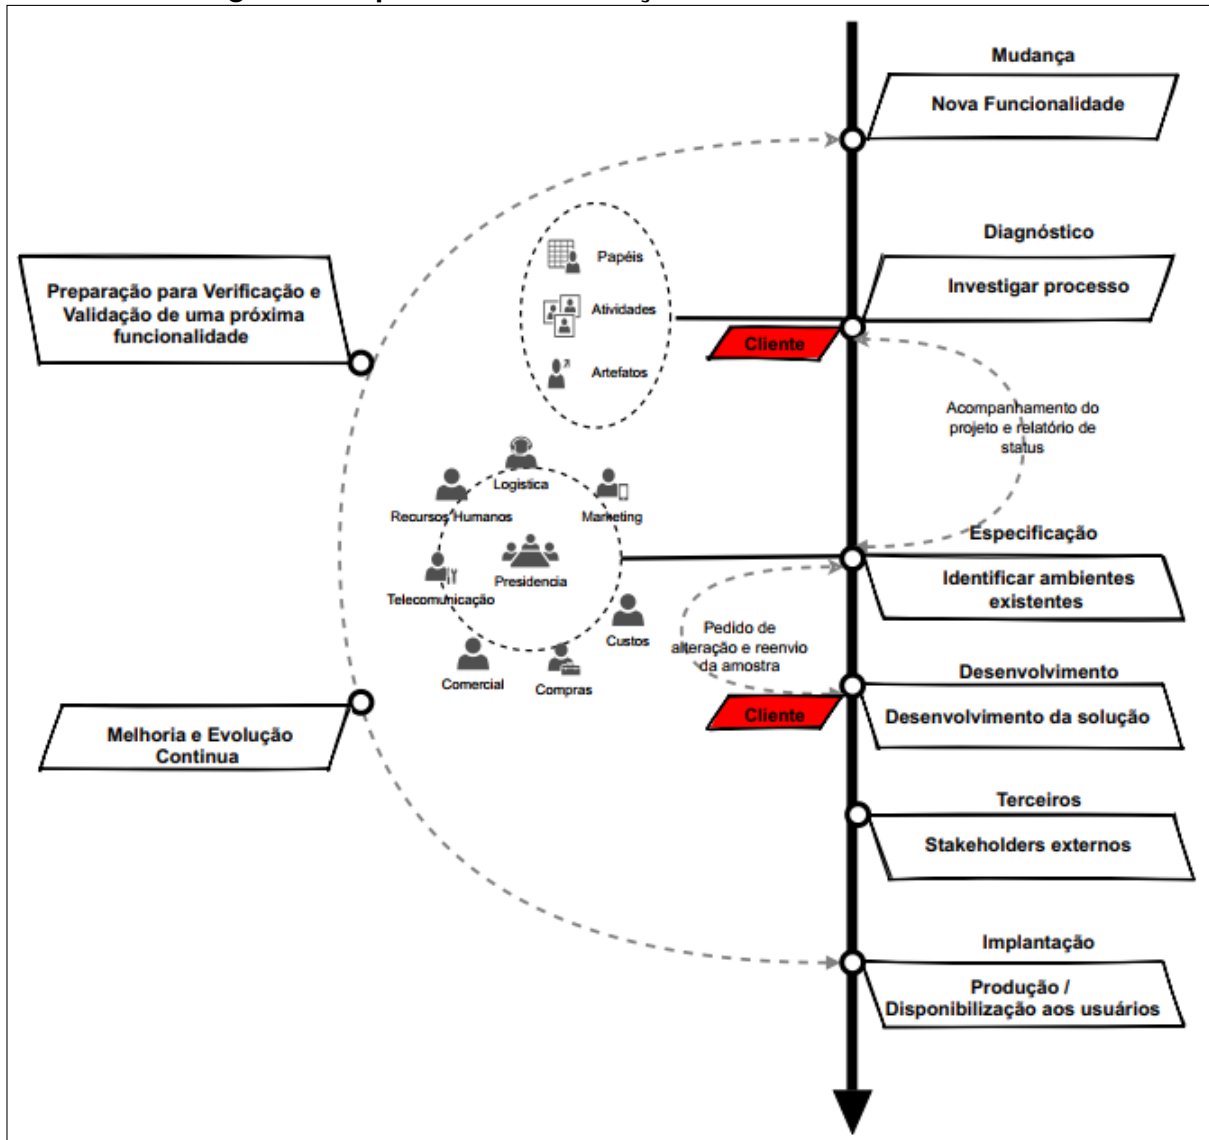 Mudança
Nova Funcionalidade
Diagnóstico
Investigar processo
Papéis
Atividades
Artefatos
Cliente
Preparação para Verificação e
Validação de uma próxima
funcionalidade
Acompanhamento do
projeto e relatório de
status
Logística
Recursos Humanos
Marketing
Presidencia
Telecomunicação
Custos
Comercial
Compras
Especificação
Identificar ambientes
existentes
Pedido de
alteração e reenvio
da amostra
Desenvolvimento
Cliente
Desenvolvimento da solução
Melhoria e Evolução
Continua
Terceiros
Stakeholders externos
Implantação
Produção /
Disponibilização aos usuários